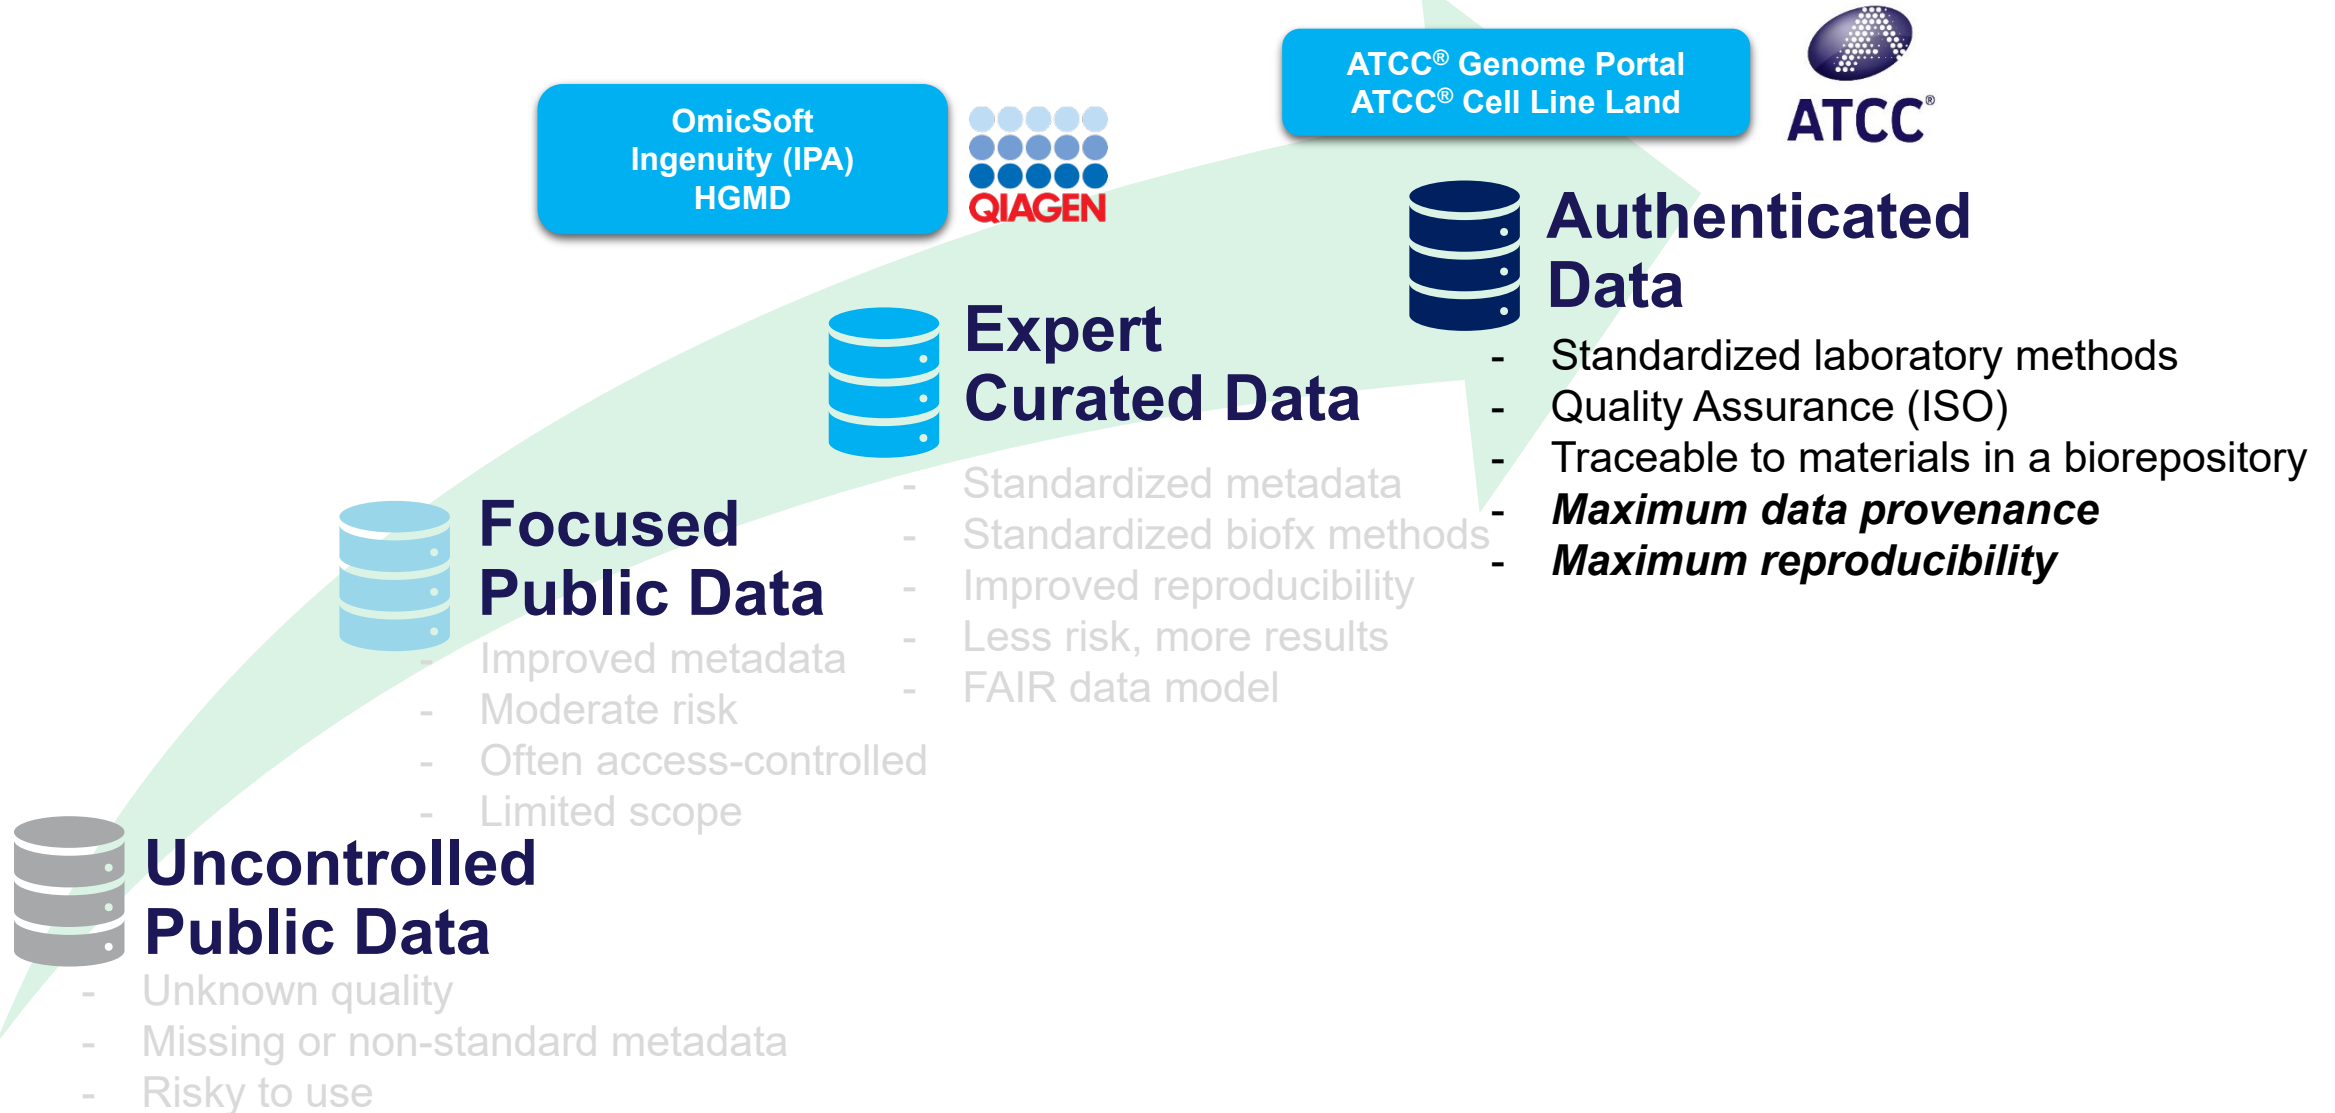 ATCC® Genome Portal
ATCC® Cell Line Land
ATCC®
OmicSoft
Ingenuity (IPA)
HGMD
QIAGEN
Authenticated
Data
- Standardized laboratory methods
- Quality Assurance (ISO)
- Traceable to materials in a biorepository
- Maximum data provenance
- Maximum reproducibility
Expert
Curated Data
- Standardized metadata
- Standardized biofx methods
- Improved reproducibility
- Less risk, more results
- FAIR data model
Focused
Public Data
- Improved metadata
- Moderate risk
- Often access-controlled
- Limited scope
Uncontrolled
Public Data
- Unknown quality
- Missing or non-standard metadata
- Risky to use